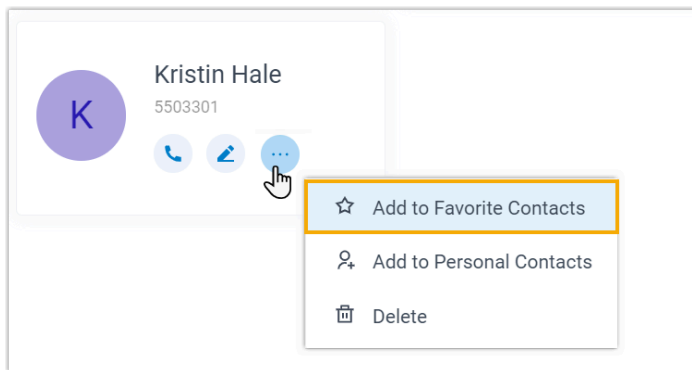 K
Kristin Hale
5503301
Add to Favorite Contacts
Add to Personal Contacts
Delete